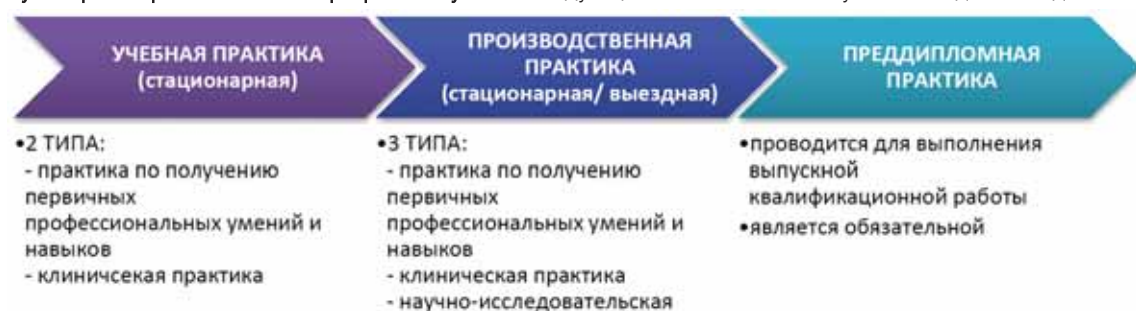 УЧЕБНАЯ ПРАКТИКА
(стационарная)
•2 ТИПА:
- практика по получению
первичных
профессиональных умений и
навыков
- клиничсекая практика
ПРОИЗВОДСТВЕННАЯ
ПРАКТИКА
(стационарная/ выездная)
•3 ТИПА:
- практика по получению
первичных
профессиональных умений и
навыков
- клиническая практика
- научно-исследовательская
ПРЕДДИПЛОМНАЯ
ПРАКТИКА
•проводится для выполнения
выпускной
квалификационной работы
•является обязательной